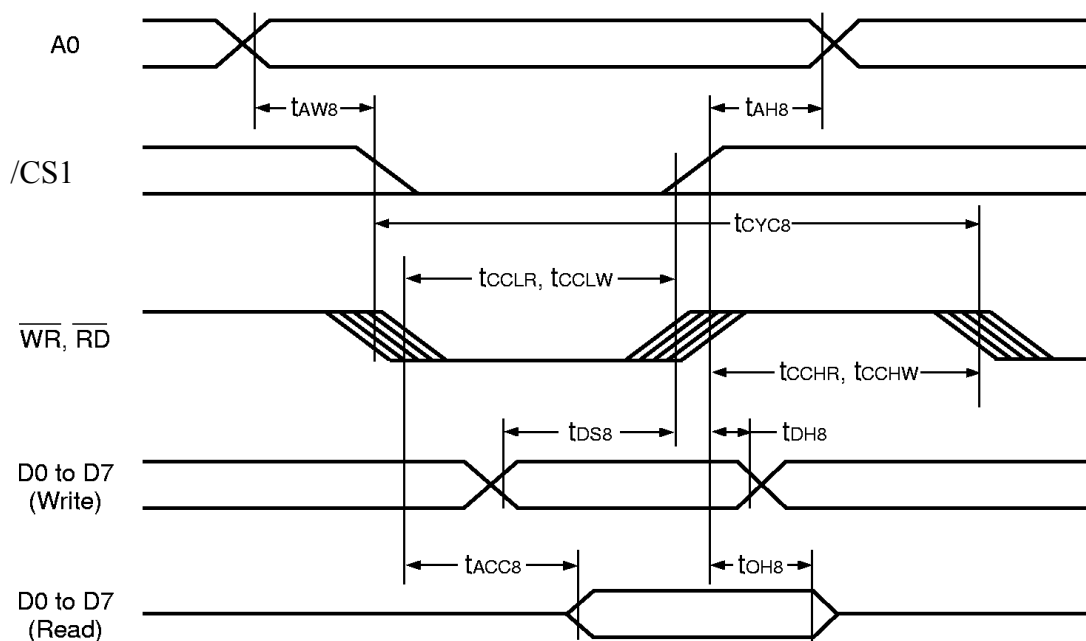 A0
tAW8
tAH8
/CS1
tCYC8
tCCLR, tCCLW
WR, RD
tCCHR, tCCHW
tDS8
tDH8
D0 to D7
(Write)
tACC8
tOH8
D0 to D7
(Read)